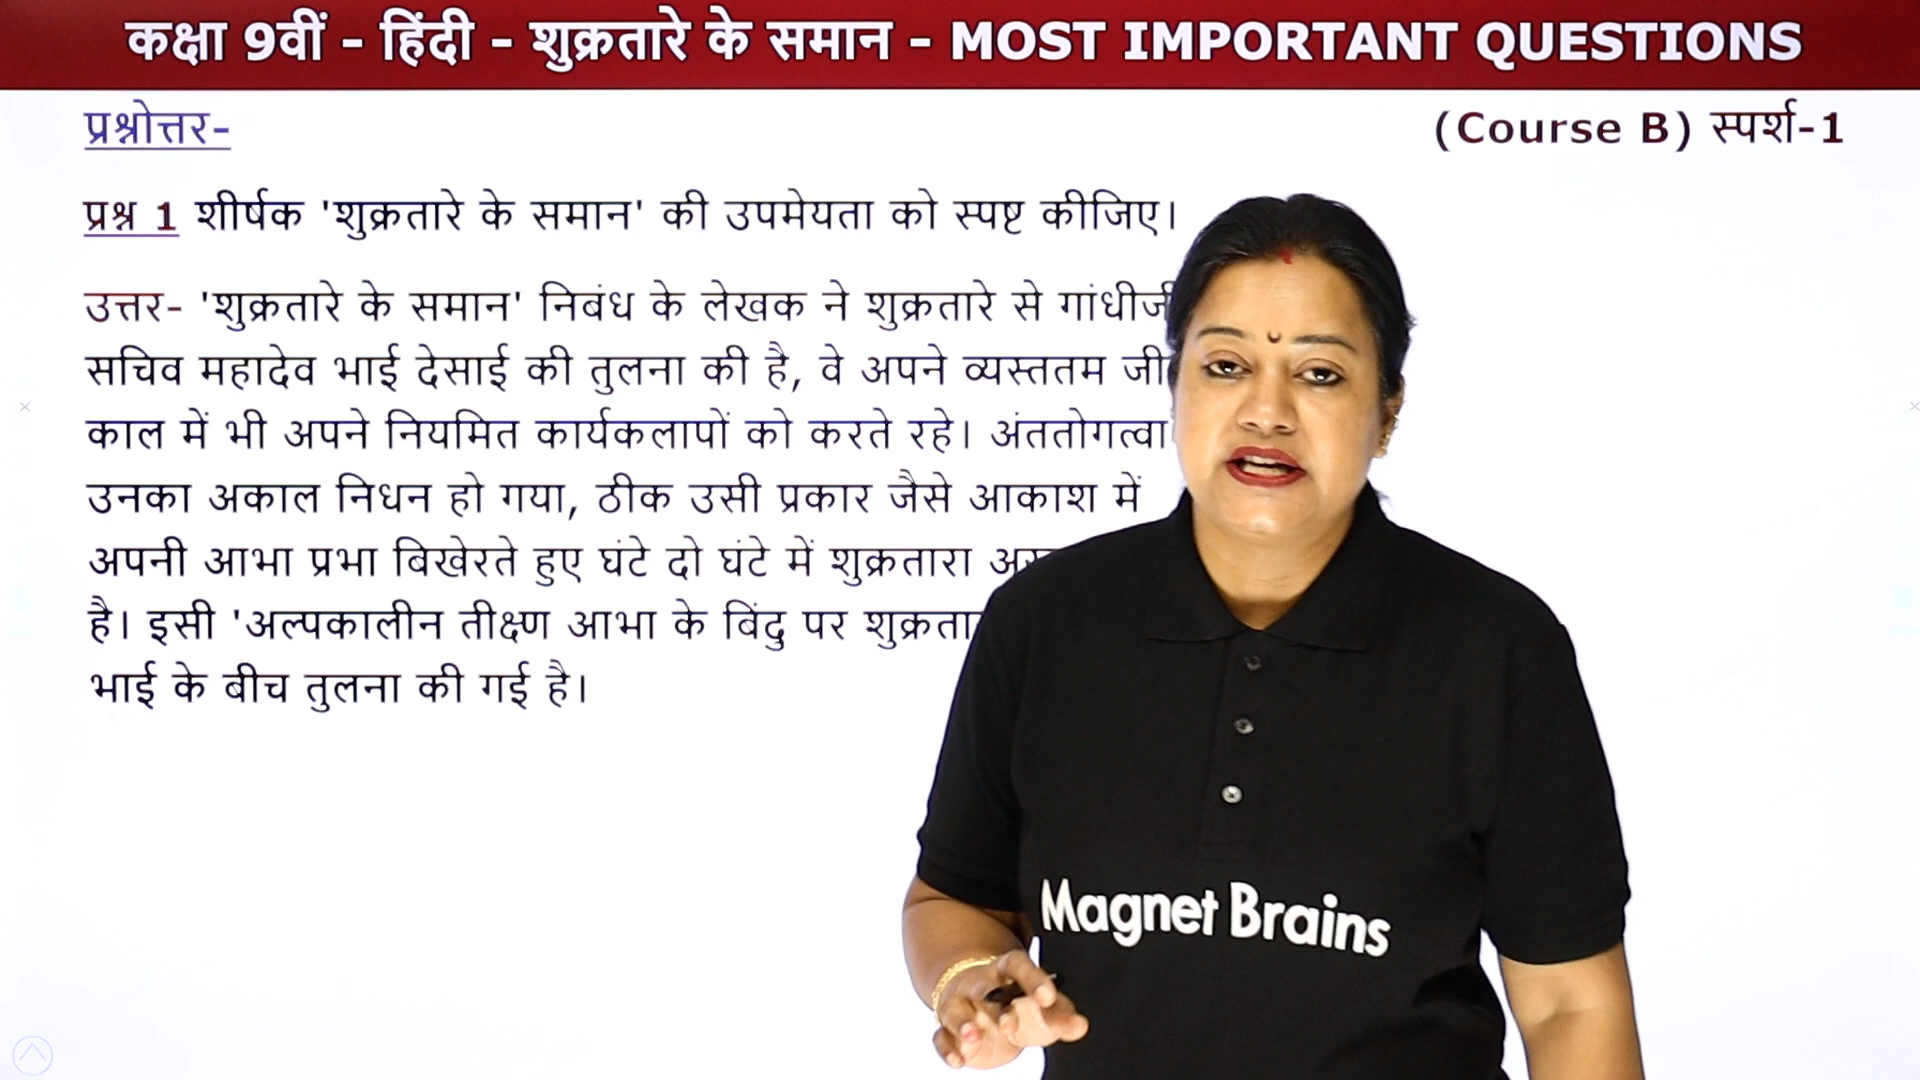 कक्षा 9वीं - हिंदी - शुक्रतारे के समान - MOST IMPORTANT QUESTIONS
प्रश्नोत्तर-
(Course B) स्पर्श-1
प्रश्न 1 शीर्षक 'शुक्रतारे के समान' की उपमेयता को स्पष्ट कीजिए।
उत्तर- 'शुक्रतारे के समान' निबंध के लेखक ने शुक्रतारे से गांधीजी
सचिव महादेव भाई देसाई की तुलना की है, वे अपने व्यस्ततम
काल में भी अपने नियमित कार्यकलापों को करते रहे। अंततोगत्वा
उनका अकाल निधन हो गया, ठीक उसी प्रकार जैसे आकाश में
अपनी आभा प्रभा बिखेरते हुए घंटे दो घंटे में शुक्रतारा
है। इसी 'अल्पकालीन तीक्ष्ण आभा के बिंदु पर
भाई के बीच तुलना की गई है।
Magnet Brains